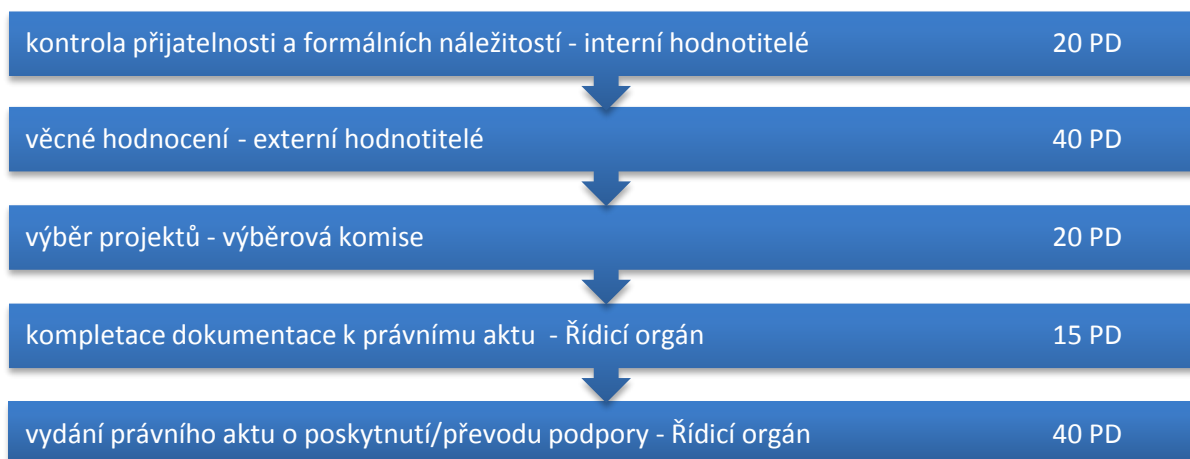 kontrola přijatelnosti a formálních náležitostí - interní hodnotitelé 20 PD
věcné hodnocení - externí hodnotitelé 40 PD
výběr projektů - výběrová komise 20 PD
kompletace dokumentace k právnímu aktu - Řídicí orgán 15 PD
vydání právního aktu o poskytnutí/převodu podpory - Řídicí orgán 40 PD